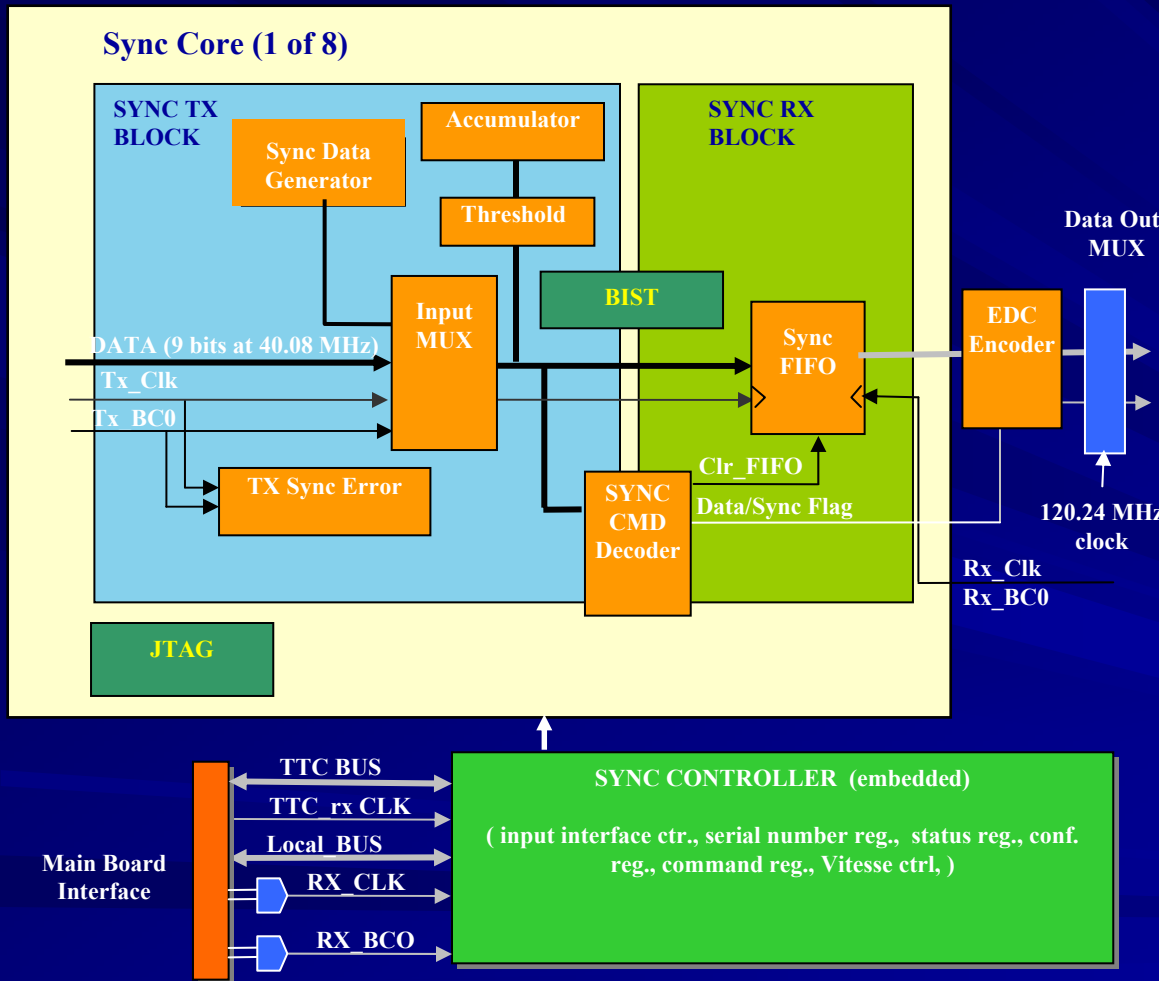 Sync Core (1 of 8)
SYNC TX
BLOCK
Accumulator
SYNC RX
BLOCK
Sync Data
Generator
Threshold
Data Out
MUX
BIST
Input
MUX
EDC
Encoder
Sync
FIFO
DATA (9 bits at 40.08 MHz)
Tx_Clk
Tx_BC0
TX Sync Error
SYNC
CMD
Decoder
Clr_FIFO
Data/Sync Flag
120.24 MHz
clock
Rx_Clk
Rx_BC0
JTAG
TTC BUS
TTC_rx CLK
Local_BUS
RX_CLK
RX_BCO
Main Board
Interface
SYNC CONTROLLER (embedded)
( input interface ctr., serial number reg., status reg., conf.
reg., command reg., Vitesse ctrl, )